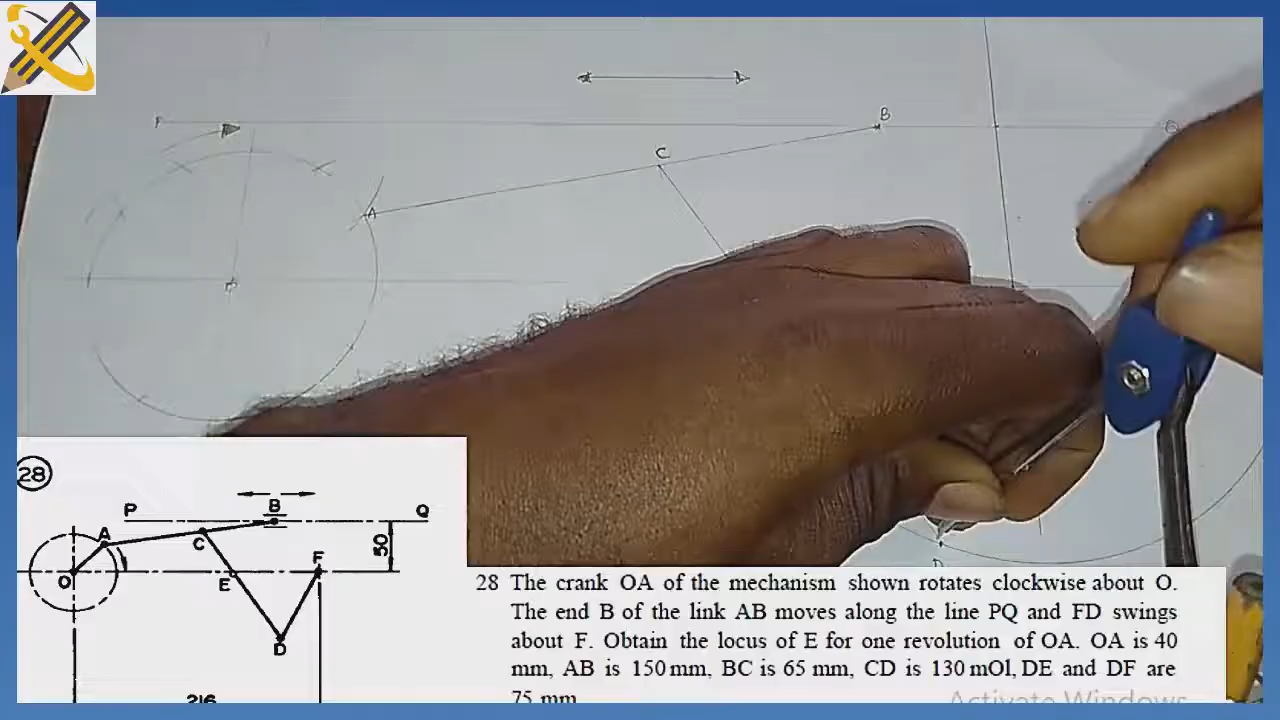 B
C
A
28
P
B
Q
A
C
50
O
E
F
D
216
28 The crank OA of the mechanism shown rotates clockwise about O.
The end B of the link AB moves along the line PQ and FD swings
about F. Obtain the locus of E for one revolution of OA. OA is 40
mm, AB is 150 mm, BC is 65 mm, CD is 130 mOl, DE and DF are
75 mm
Activate Windows